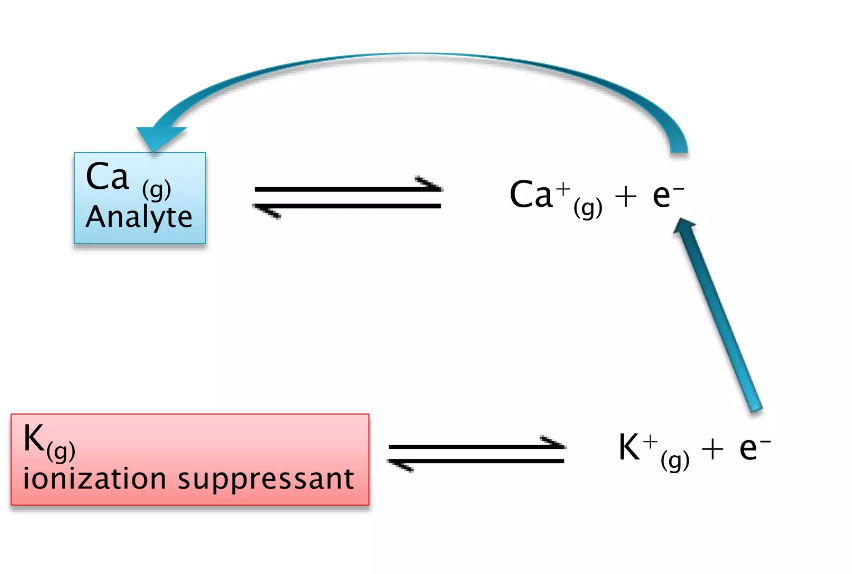 Ca (g)
Analyte
Ca⁺(g) + e⁻
K(g)
ionization suppressant
K⁺(g) + e⁻